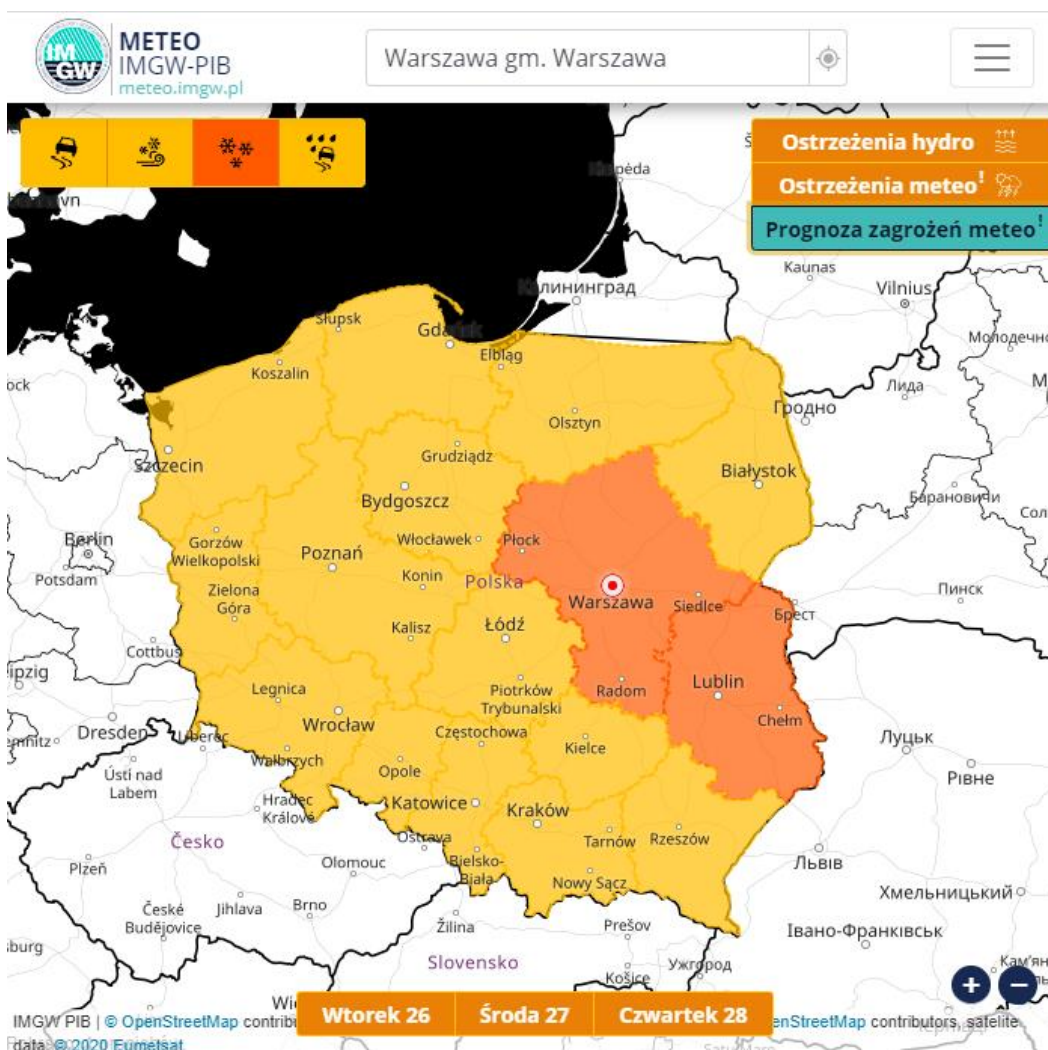 IM
GW
METEO
IMGW-PIB
meteo.imgw.pl
Warszawa gm. Warszawa
Ostrzeżenia hydro
Ostrzeżenia meteo!
Prognoza zagrożeń meteo!
Kaunas
Vilnius
Калининград
Молодечно
Лида
Гродно
Słupsk
Gdańsk
Koszalin
Elbląg
Olsztyn
Szczecin
Grudziądz
Białystok
Bydgoszcz
Барановичи
Berlin
Potsdam
Gorzów
Wielkopolski
Poznań
Włocławek
Płock
Konin
Polska
Warszawa
Siedlce
Брест
Пинск
Zielona
Góra
Kalisz
Łódź
Cottbus
Legnica
Piotrków
Trybunalski
Radom
Lublin
Chełm
Dresden
Liberec
Wrocław
Częstochowa
Kielce
Луцьк
Рівне
Wałbrzych
Opole
Ústí nad
Labem
Hradec
Králové
Katowice
Kraków
Česko
Ostrava
Tarnów
Rzeszów
Львів
Plzeň
Olomouc
Bielsko-
Biała
Nowy Sącz
Хмельницький
České
Budějovice
Jihlava
Brno
Žilina
Prešov
Івано-Франківськ
Slovensko
Košice
Ужгород
Wtorek 26
Środa 27
Czwartek 28
IMGW PIB | © OpenStreetMap
contributors, satelite
data: © 2020 Eumetsat